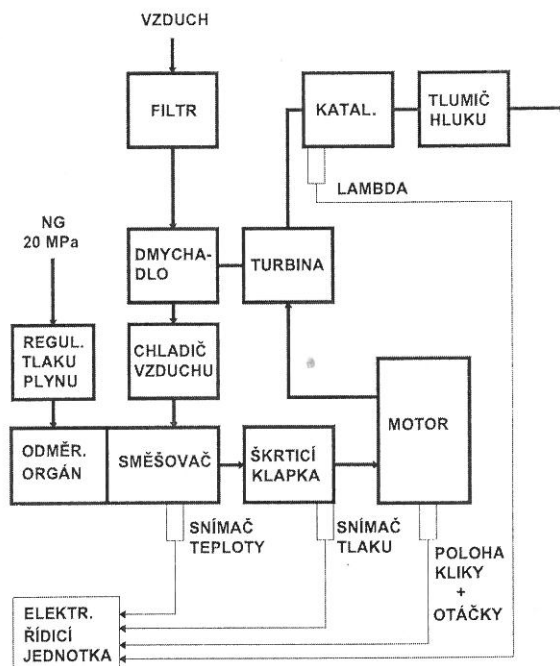 VZDUCH
FILTR
KATAL.
TLUMIČ
HLUKU
LAMBDA
NG
20 MPa
DMYCHA-
DLO
TURBINA
REGUL.
TLAKU
PLYNU
CHLADIČ
VZDUCHU
MOTOR
ODMĚR.
ORGÁN
SMĚŠOVAČ
ŠKRTICÍ
KLAPKA
SNÍMAČ
TEPLOTY
SNÍMAČ
TLAKU
POLOHA
KLIKY
+
OTÁČKY
ELEKTR.
ŘÍDICÍ
JEDNOTKA